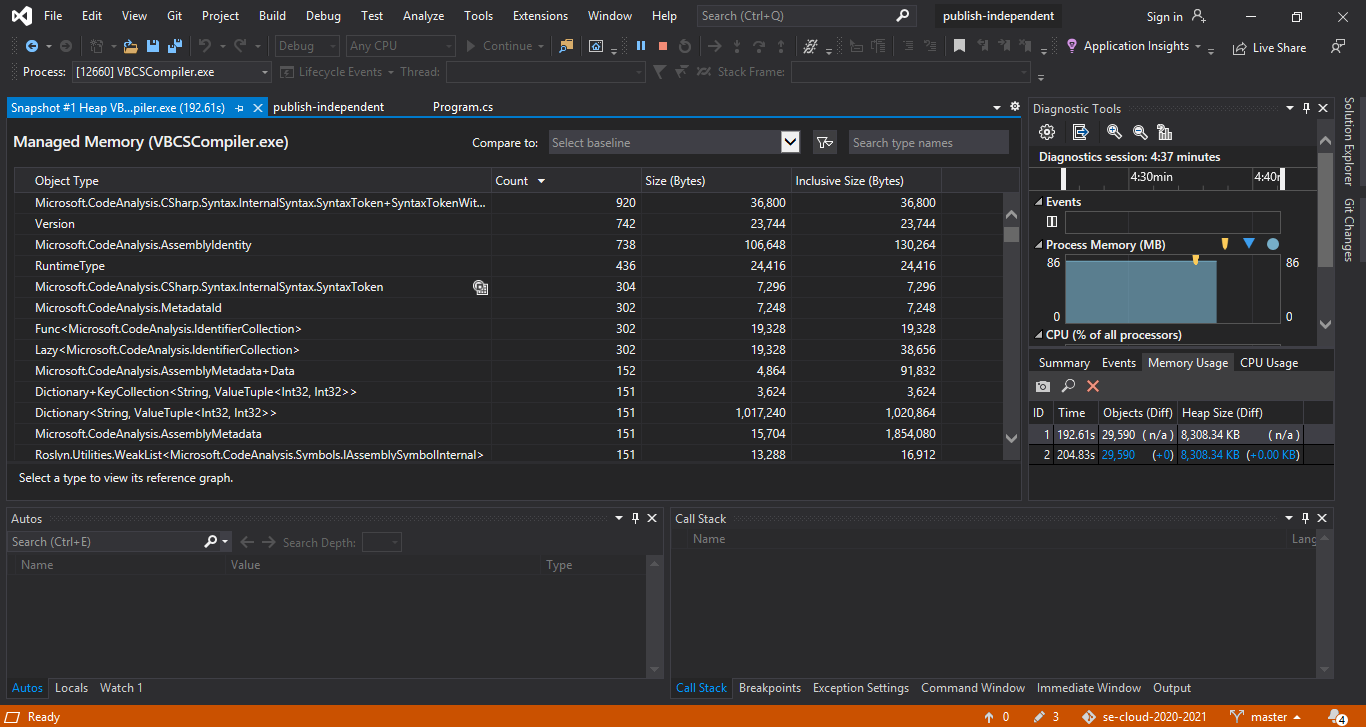 File Edit View Git Project Build Debug Test Analyze Tools Extensions Window Help Search (Ctrl+Q) publish-independent Sign in
Debug Any CPU Continue Application Insights Live Share
Process: [12660] VBCSCompiler.exe Lifecycle Events Thread: Stack Frame:
Snapshot #1 Heap VB...piler.exe (192.61s) publish-independent Program.cs
Managed Memory (VBCSCompiler.exe) Compare to: Select baseline Search type names
Object Type Count Size (Bytes) Inclusive Size (Bytes)
Microsoft.CodeAnalysis.CSharp.Syntax.InternalSyntax.SyntaxToken+SyntaxTokenWit... 920 36,800 36,800
Version 742 23,744 23,744
Microsoft.CodeAnalysis.AssemblyIdentity 738 106,648 130,264
RuntimeType 436 24,416 24,416
Microsoft.CodeAnalysis.CSharp.Syntax.InternalSyntax.SyntaxToken 304 7,296 7,296
Microsoft.CodeAnalysis.MetadataId 302 7,248 7,248
Func<Microsoft.CodeAnalysis.IdentifierCollection> 302 19,328 19,328
Lazy<Microsoft.CodeAnalysis.IdentifierCollection> 302 19,328 38,656
Microsoft.CodeAnalysis.AssemblyMetadata+Data 152 4,864 91,832
Dictionary+KeyCollection<String, ValueTuple<Int32, Int32>> 151 3,624 3,624
Dictionary<String, ValueTuple<Int32, Int32>> 151 1,017,240 1,020,864
Microsoft.CodeAnalysis.AssemblyMetadata 151 15,704 1,854,080
Roslyn.Utilities.WeakList<Microsoft.CodeAnalysis.Symbols.IAssemblySymbolInternal> 151 13,288 16,912
Select a type to view its reference graph.
Diagnostic Tools
Diagnostics session: 4:37 minutes
4:30min 4:40r
Events
Process Memory (MB)
86 86
0 0
CPU (% of all processors)
Summary Events Memory Usage CPU Usage
ID Time Objects (Diff) Heap Size (Diff)
1 192.61s 29,590 (n/a) 8,308.34 KB (n/a)
2 204.83s 29,590 (+0) 8,308.34 KB (+0.00 KB)
Solution Explorer
Git Changes
Autos
Search (Ctrl+E) Search Depth:
Name Value Type
Autos Locals Watch 1
Call Stack
Name Lang
Call Stack Breakpoints Exception Settings Command Window Immediate Window Output
Ready 0 3 se-cloud-2020-2021 master 4